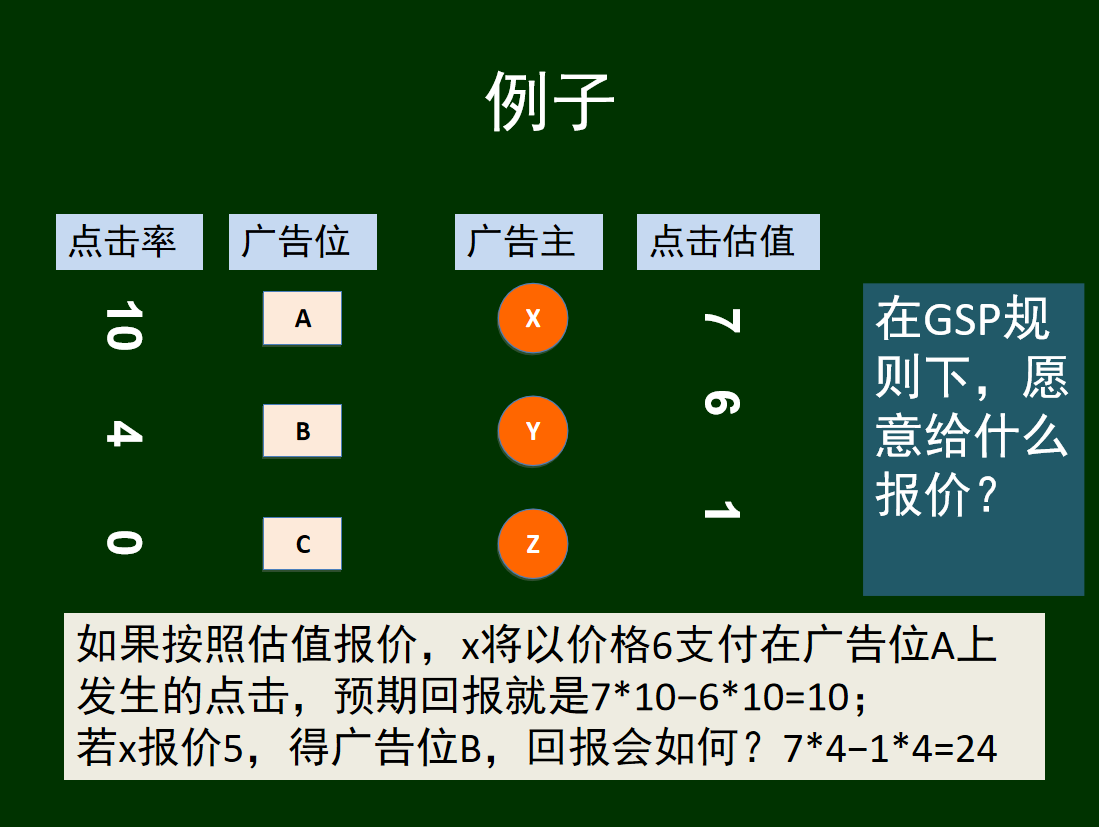 例子
点击率 广告位 广告主 点击估值
10 A X 7
4 B Y 6
0 C Z 1
在GSP规
则下，愿
意给什么
报价？
如果按照估值报价，x将以价格6支付在广告位A上
发生的点击，预期回报就是7*10−6*10=10；
若x报价5，得广告位B，回报会如何？7*4−1*4=24